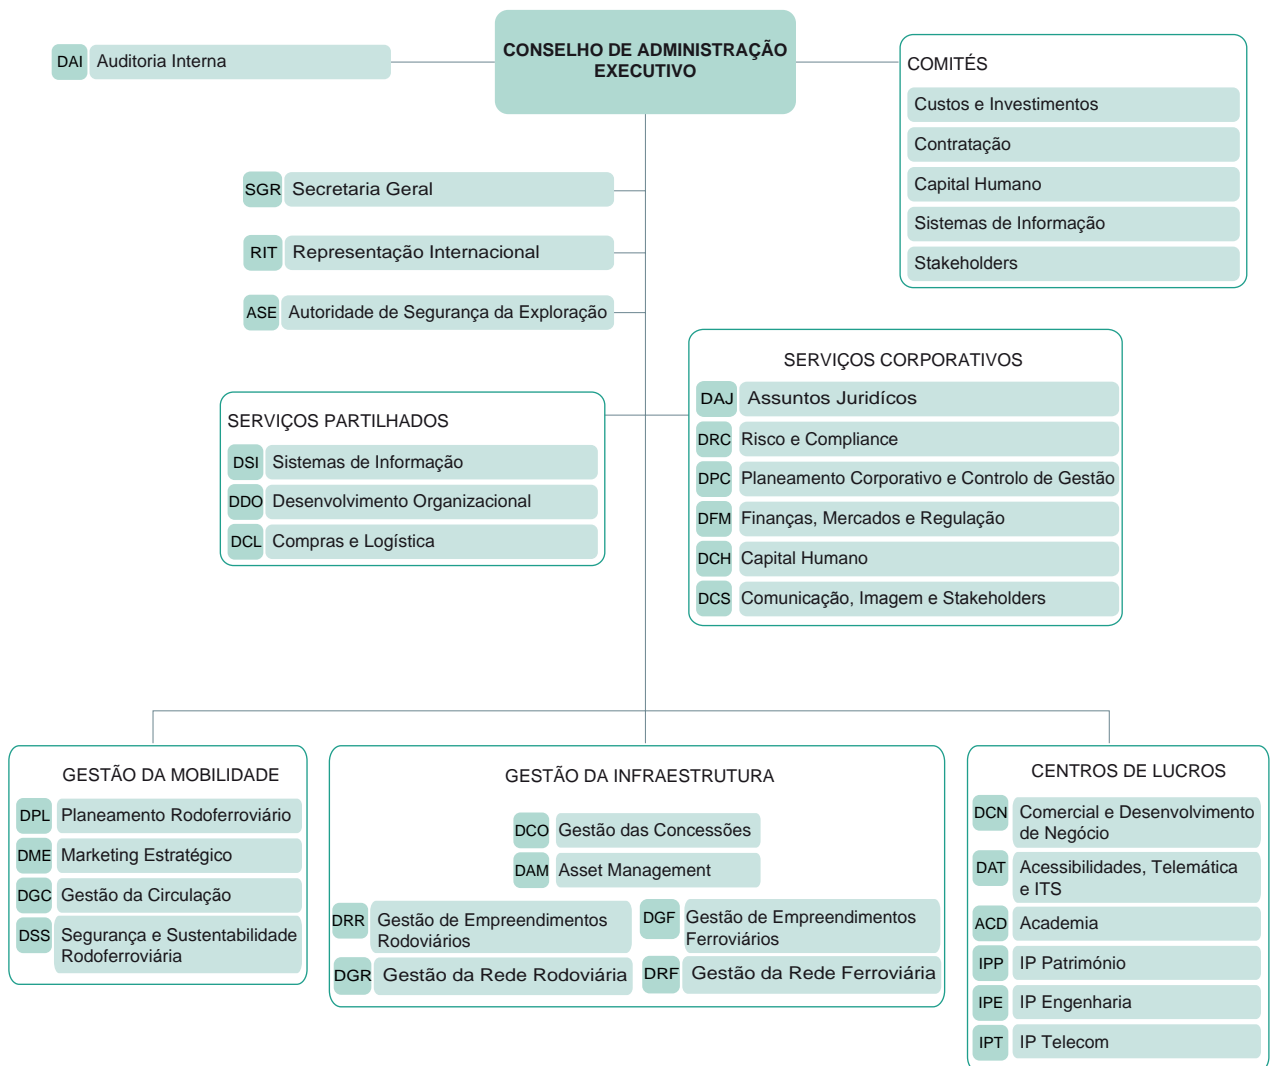 CONSELHO DE ADMINISTRAÇÃO
EXECUTIVO
DAI Auditoria Interna
COMITÉS
Custos e Investimentos
Contratação
Capital Humano
Sistemas de Informação
Stakeholders
SGR Secretaria Geral
RIT Representação Internacional
ASE Autoridade de Segurança da Exploração
SERVIÇOS PARTILHADOS
DSI Sistemas de Informação
DDO Desenvolvimento Organizacional
DCL Compras e Logística
SERVIÇOS CORPORATIVOS
DAJ Assuntos Juridícos
DRC Risco e Compliance
DPC Planeamento Corporativo e Controlo de Gestão
DFM Finanças, Mercados e Regulação
DCH Capital Humano
DCS Comunicação, Imagem e Stakeholders
GESTÃO DA MOBILIDADE
DPL Planeamento Rodoferroviário
DME Marketing Estratégico
DGC Gestão da Circulação
DSS Segurança e Sustentabilidade
Rodoferroviária
GESTÃO DA INFRAESTRUTURA
DCO Gestão das Concessões
DAM Asset Management
DRR Gestão de Empreendimentos
Rodoviários
DGF Gestão de Empreendimentos
Ferroviários
DGR Gestão da Rede Rodoviária
DRF Gestão da Rede Ferroviária
CENTROS DE LUCROS
DCN Comercial e Desenvolvimento
de Negócio
DAT Acessibilidades, Telemática
e ITS
ACD Academia
IPP IP Património
IPE IP Engenharia
IPT IP Telecom